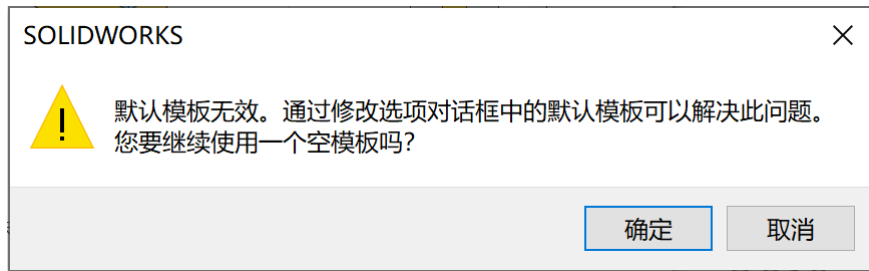 SOLIDWORKS
默认模板无效。通过修改选项对话框中的默认模板可以解决此问题。
您要继续使用一个空模板吗?
确定
取消